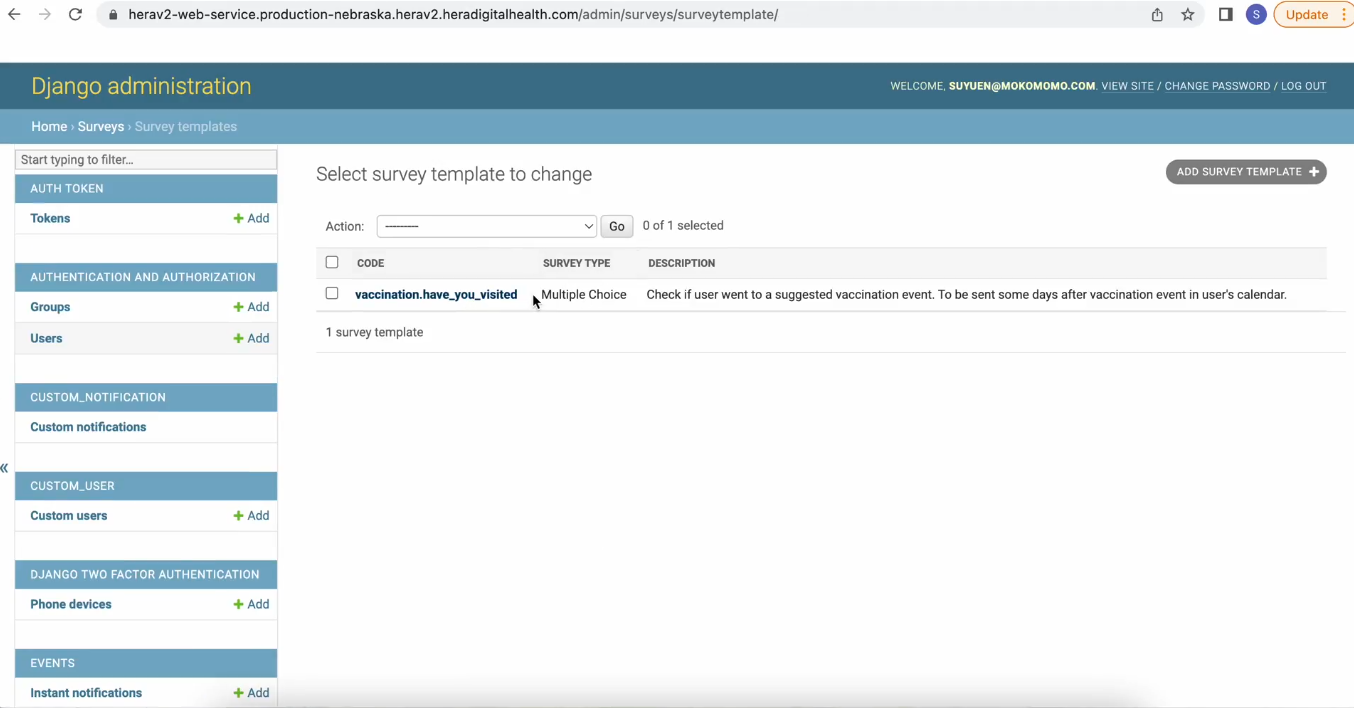 herav2-web-service.production-nebraska.herav2.heradigitalhealth.com/admin/surveys/surveytemplate/
S
Update
Django administration
WELCOME, SUYUEN@MOKOMOMO.COM. VIEW SITE / CHANGE PASSWORD / LOG OUT
Home › Surveys › Survey templates
Start typing to filter...
AUTH TOKEN
Tokens + Add
AUTHENTICATION AND AUTHORIZATION
Groups + Add
Users + Add
CUSTOM_NOTIFICATION
Custom notifications
«
CUSTOM_USER
Custom users + Add
DJANGO TWO FACTOR AUTHENTICATION
Phone devices + Add
EVENTS
Instant notifications + Add
Select survey template to change
ADD SURVEY TEMPLATE +
Action: --------- Go 0 of 1 selected
CODE SURVEY TYPE DESCRIPTION
vaccination.have_you_visited Multiple Choice Check if user went to a suggested vaccination event. To be sent some days after vaccination event in user's calendar.
1 survey template